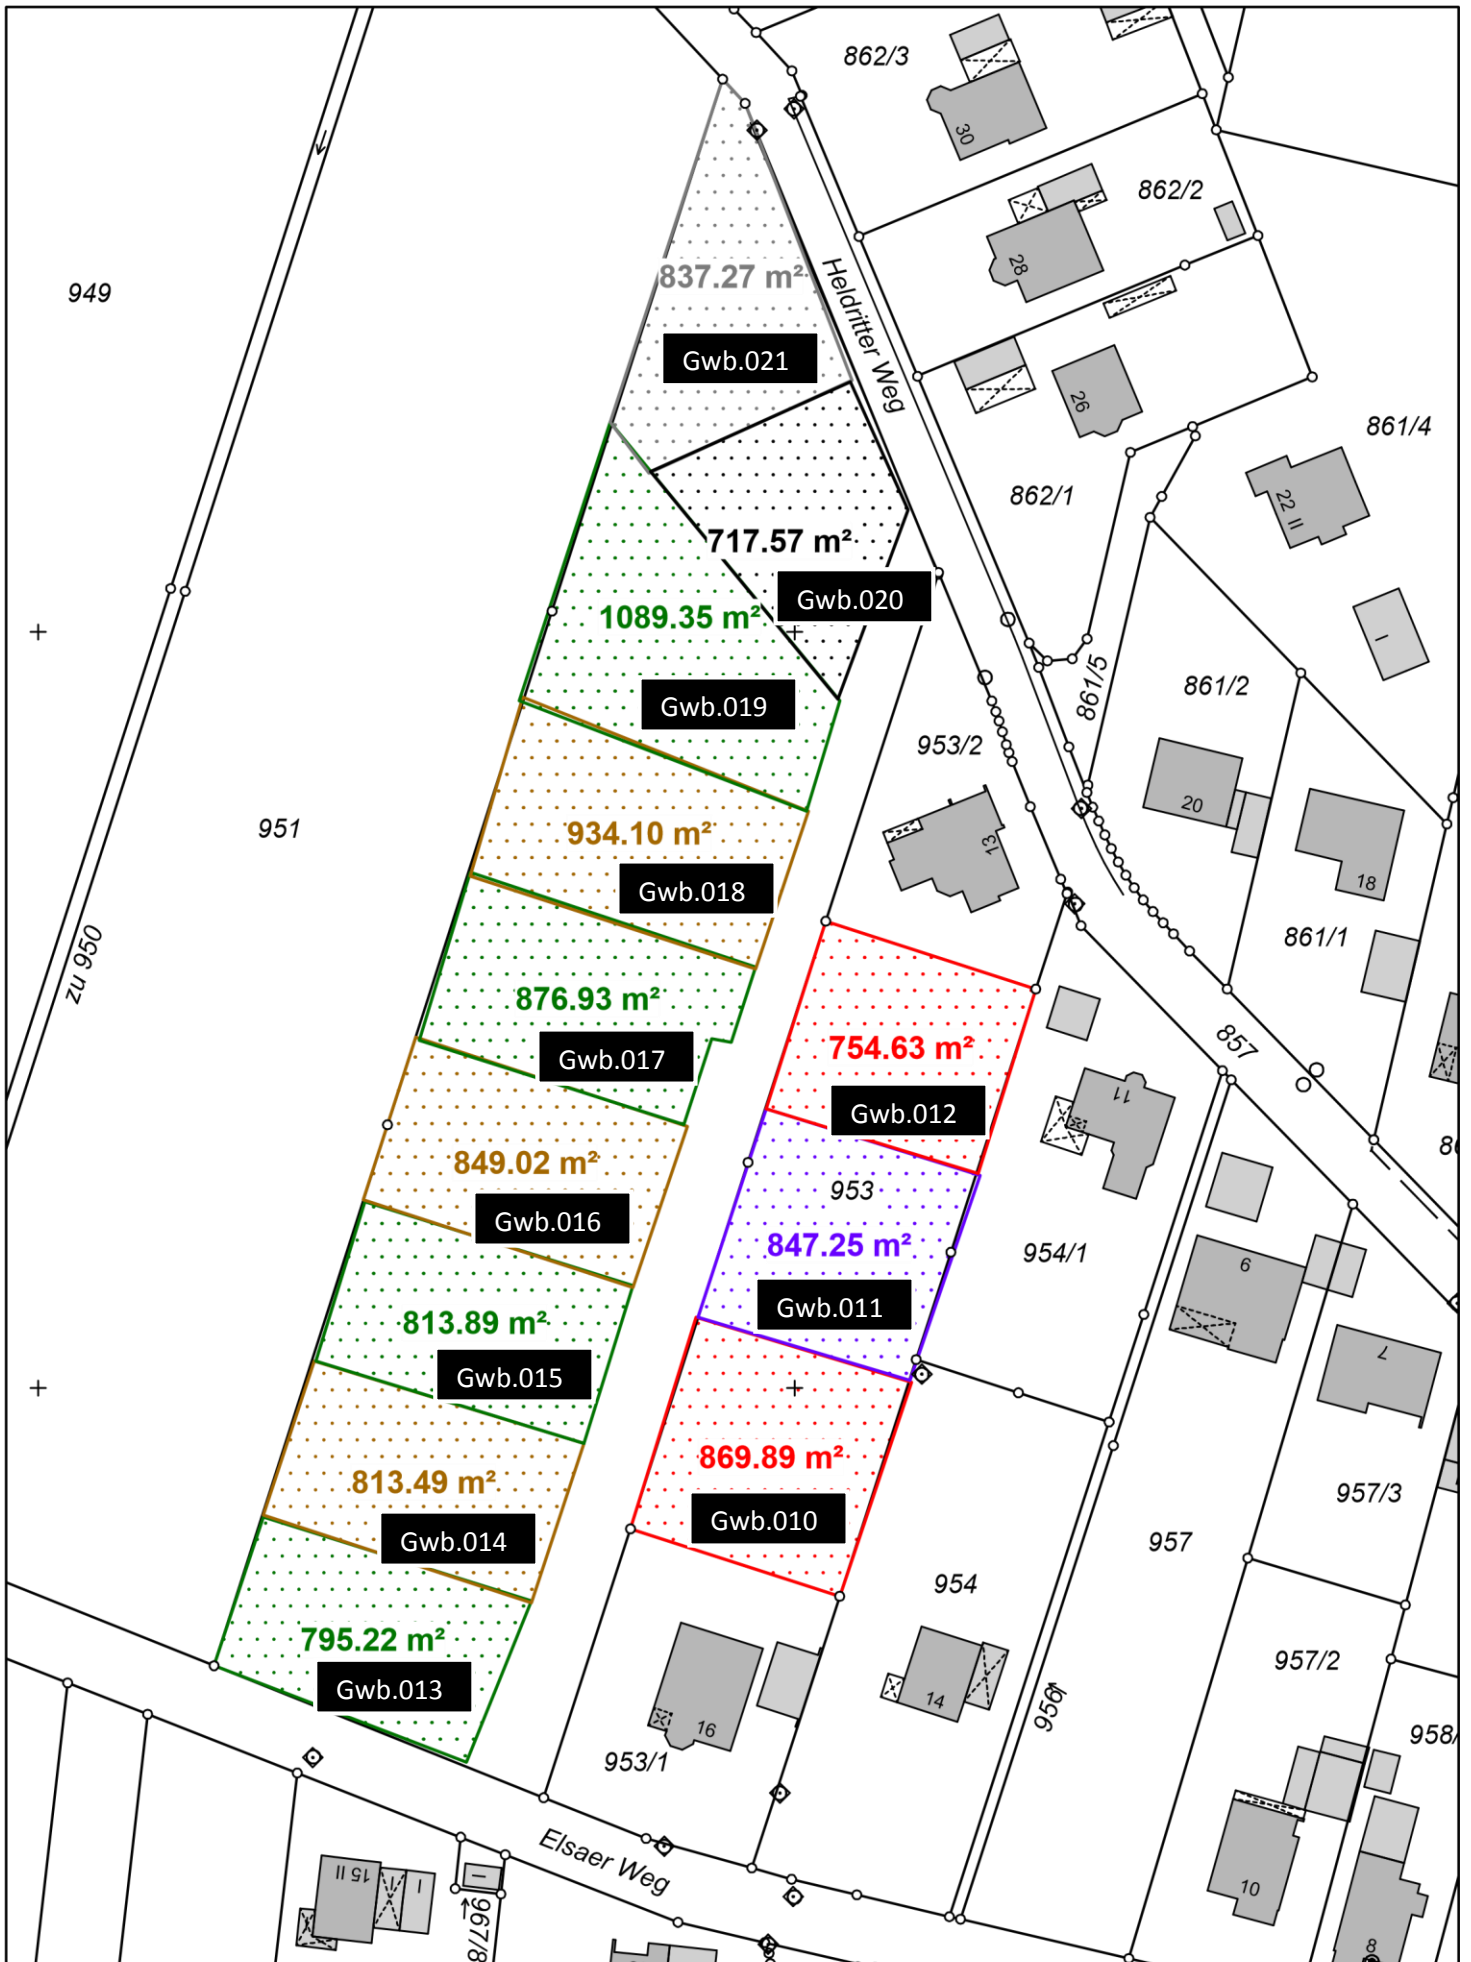 862/3
30
862/2
28
949
837.27 m²
Heldritter Weg
Gwb.021
26
861/4
862/1
22 II
717.57 m²
Gwb.020
1089.35 m²
I
861/5
861/2
Gwb.019
953/2
20
951
934.10 m²
13
18
Gwb.018
861/1
zu 950
876.93 m²
857
754.63 m²
Gwb.017
11
Gwb.012
849.02 m²
953
Gwb.016
847.25 m²
954/1
9
Gwb.011
813.89 m²
7
Gwb.015
869.89 m²
813.49 m²
957/3
Gwb.010
Gwb.014
957
954
795.22 m²
957/2
Gwb.013
14
956
16
958/
953/1
Elsaer Weg
15 II
I
I
I
10
967/8
8